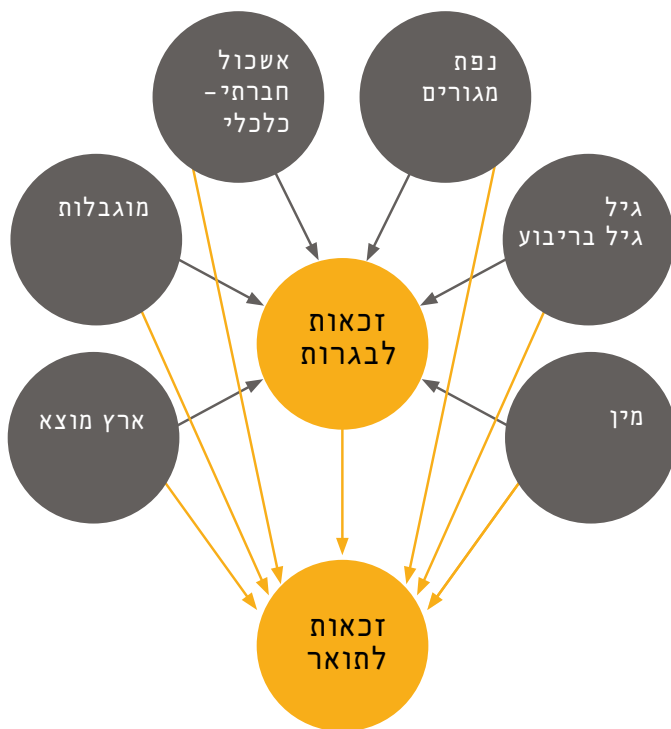 נפת
מגורים
אשכול
חברתי-
כלכלי
גיל
גיל בריבוע
מוגבלות
זכאות
לבגרות
מין
ארץ מוצא
זכאות
לתואר